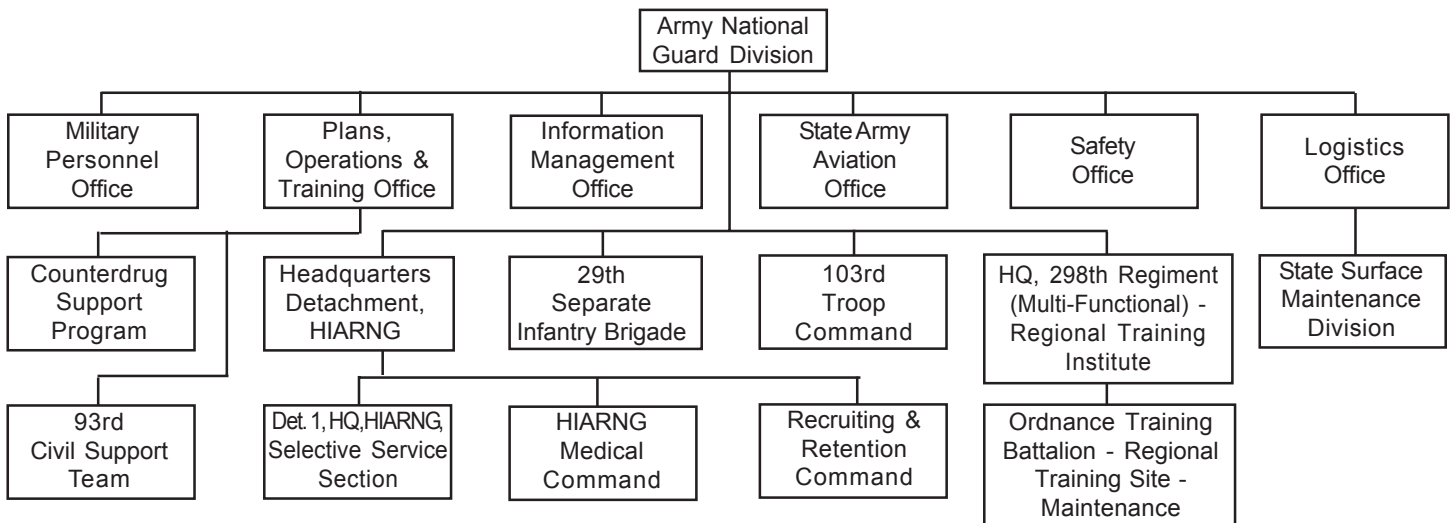 Army National
Guard Division
Military
Personnel
Office
Plans,
Operations &
Training Office
Information
Management
Office
State Army
Aviation
Office
Safety
Office
Logistics
Office
Counterdrug
Support
Program
Headquarters
Detachment,
HIARNG
29th
Separate
Infantry Brigade
103rd
Troop
Command
HQ, 298th Regiment
(Multi-Functional) -
Regional Training
Institute
State Surface
Maintenance
Division
93rd
Civil Support
Team
Det. 1, HQ, HIARNG,
Selective Service
Section
HIARNG
Medical
Command
Recruiting &
Retention
Command
Ordnance Training
Battalion - Regional
Training Site -
Maintenance